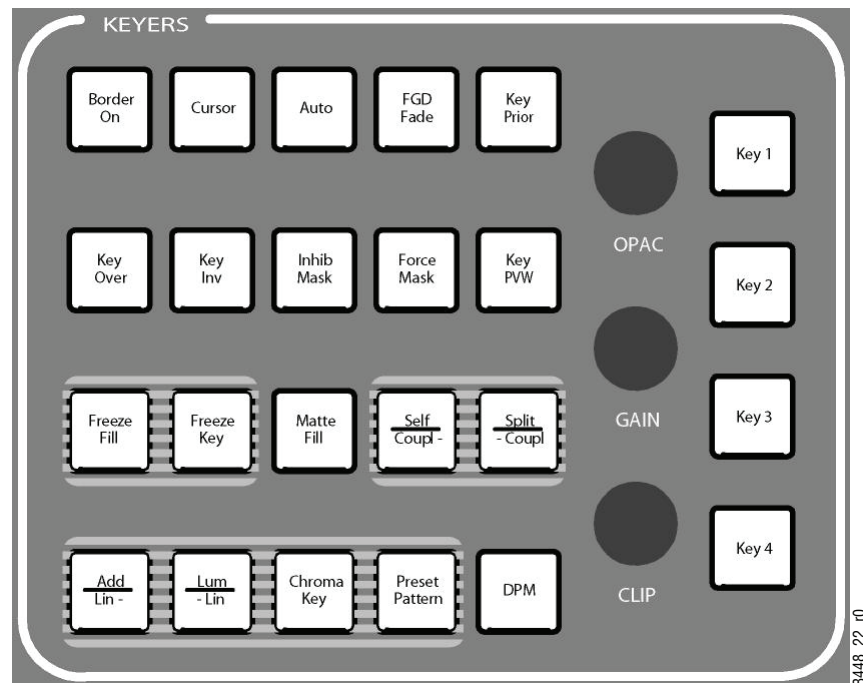 KEYERS
Border
On
Cursor
Auto
FGD
Fade
Key
Prior
Key 1
OPAC
Key
Over
Key
Inv
Inhib
Mask
Force
Mask
Key
PVW
Key 2
Freeze
Fill
Freeze
Key
Matte
Fill
Self
Coupl -
Split
- Coupl
GAIN
Key 3
Add
Lin -
Lum
- Lin
Chroma
Key
Preset
Pattern
DPM
CLIP
Key 4
8448_22_r0